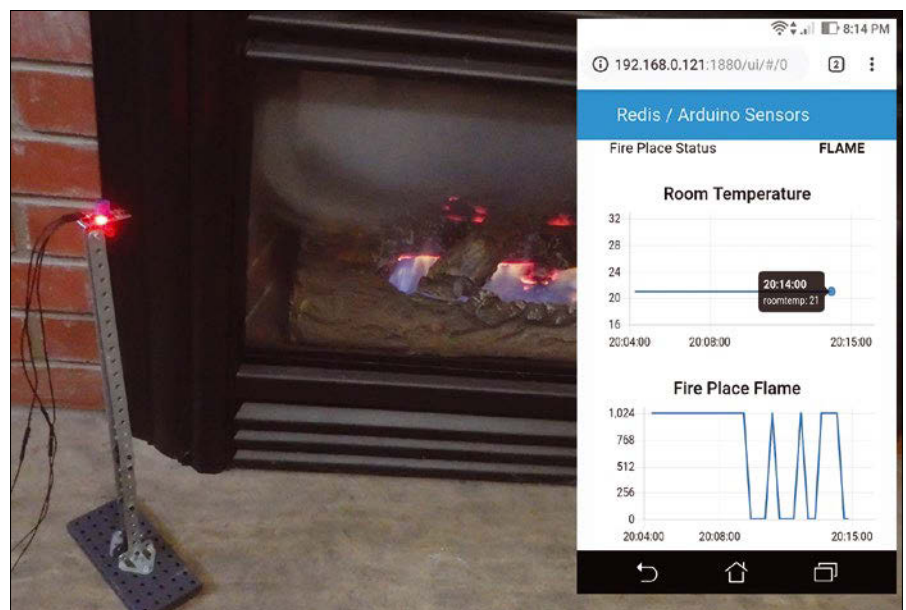 8:14 PM
192.168.0.121:1880/ui/#/0
2
Redis / Arduino Sensors
Fire Place Status FLAME
Room Temperature
32
28
24
20
16
20:14:00
roomtemp: 21
20:04:00 20:08:00 20:15:00
Fire Place Flame
1,024
768
512
256
0
20:04:00 20:08:00 20:15:00